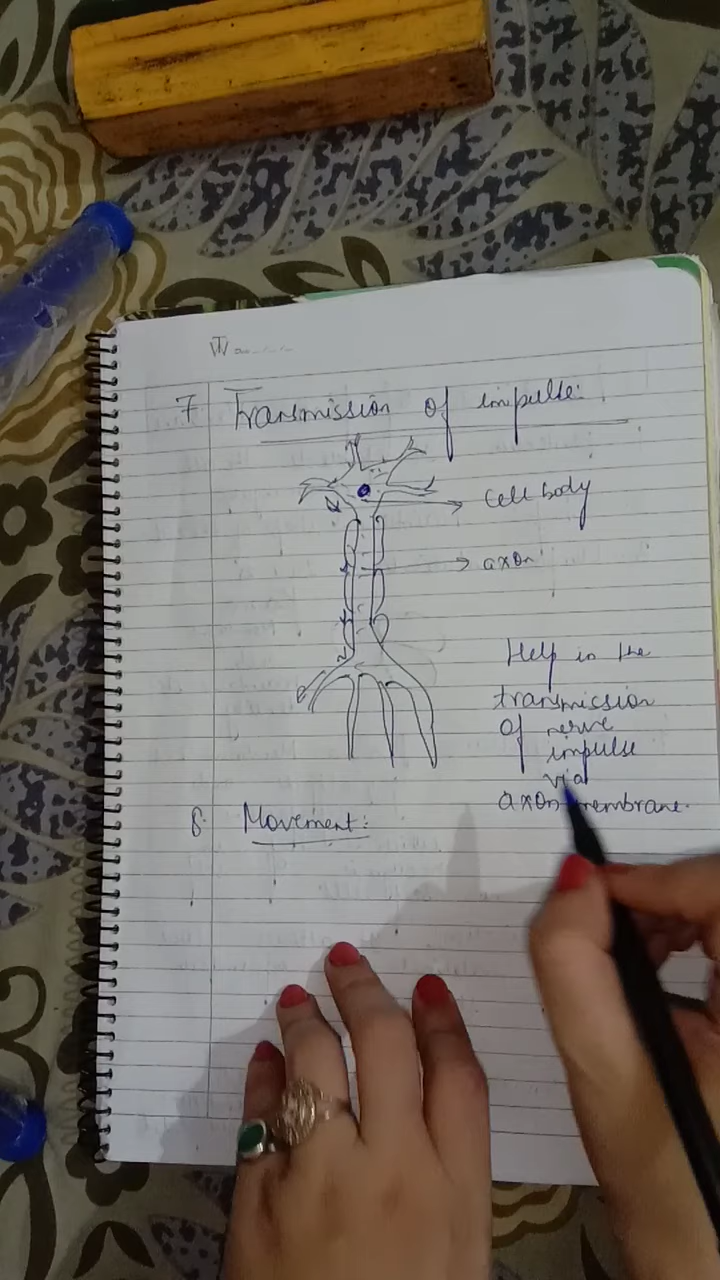 7 Transmission of impulse:
Cell body
axon
Help in the
transmission
of nerve
impulse
via
axon membrane.
8. Movement: